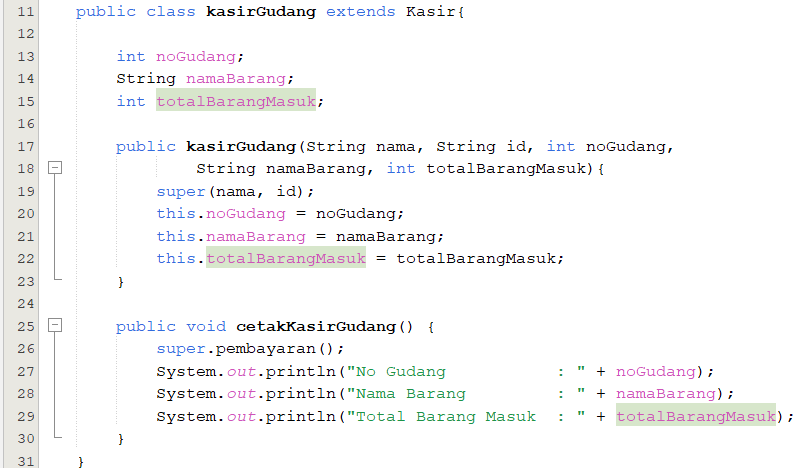 11 public class kasirGudang extends Kasir{
12
13     int noGudang;
14     String namaBarang;
15     int totalBarangMasuk;
16
17     public kasirGudang(String nama, String id, int noGudang,
18             String namaBarang, int totalBarangMasuk){
19         super(nama, id);
20         this.noGudang = noGudang;
21         this.namaBarang = namaBarang;
22         this.totalBarangMasuk = totalBarangMasuk;
23     }
24
25     public void cetakKasirGudang() {
26         super.pembayaran();
27         System.out.println("No Gudang           : " + noGudang);
28         System.out.println("Nama Barang         : " + namaBarang);
29         System.out.println("Total Barang Masuk  : " + totalBarangMasuk);
30     }
31 }